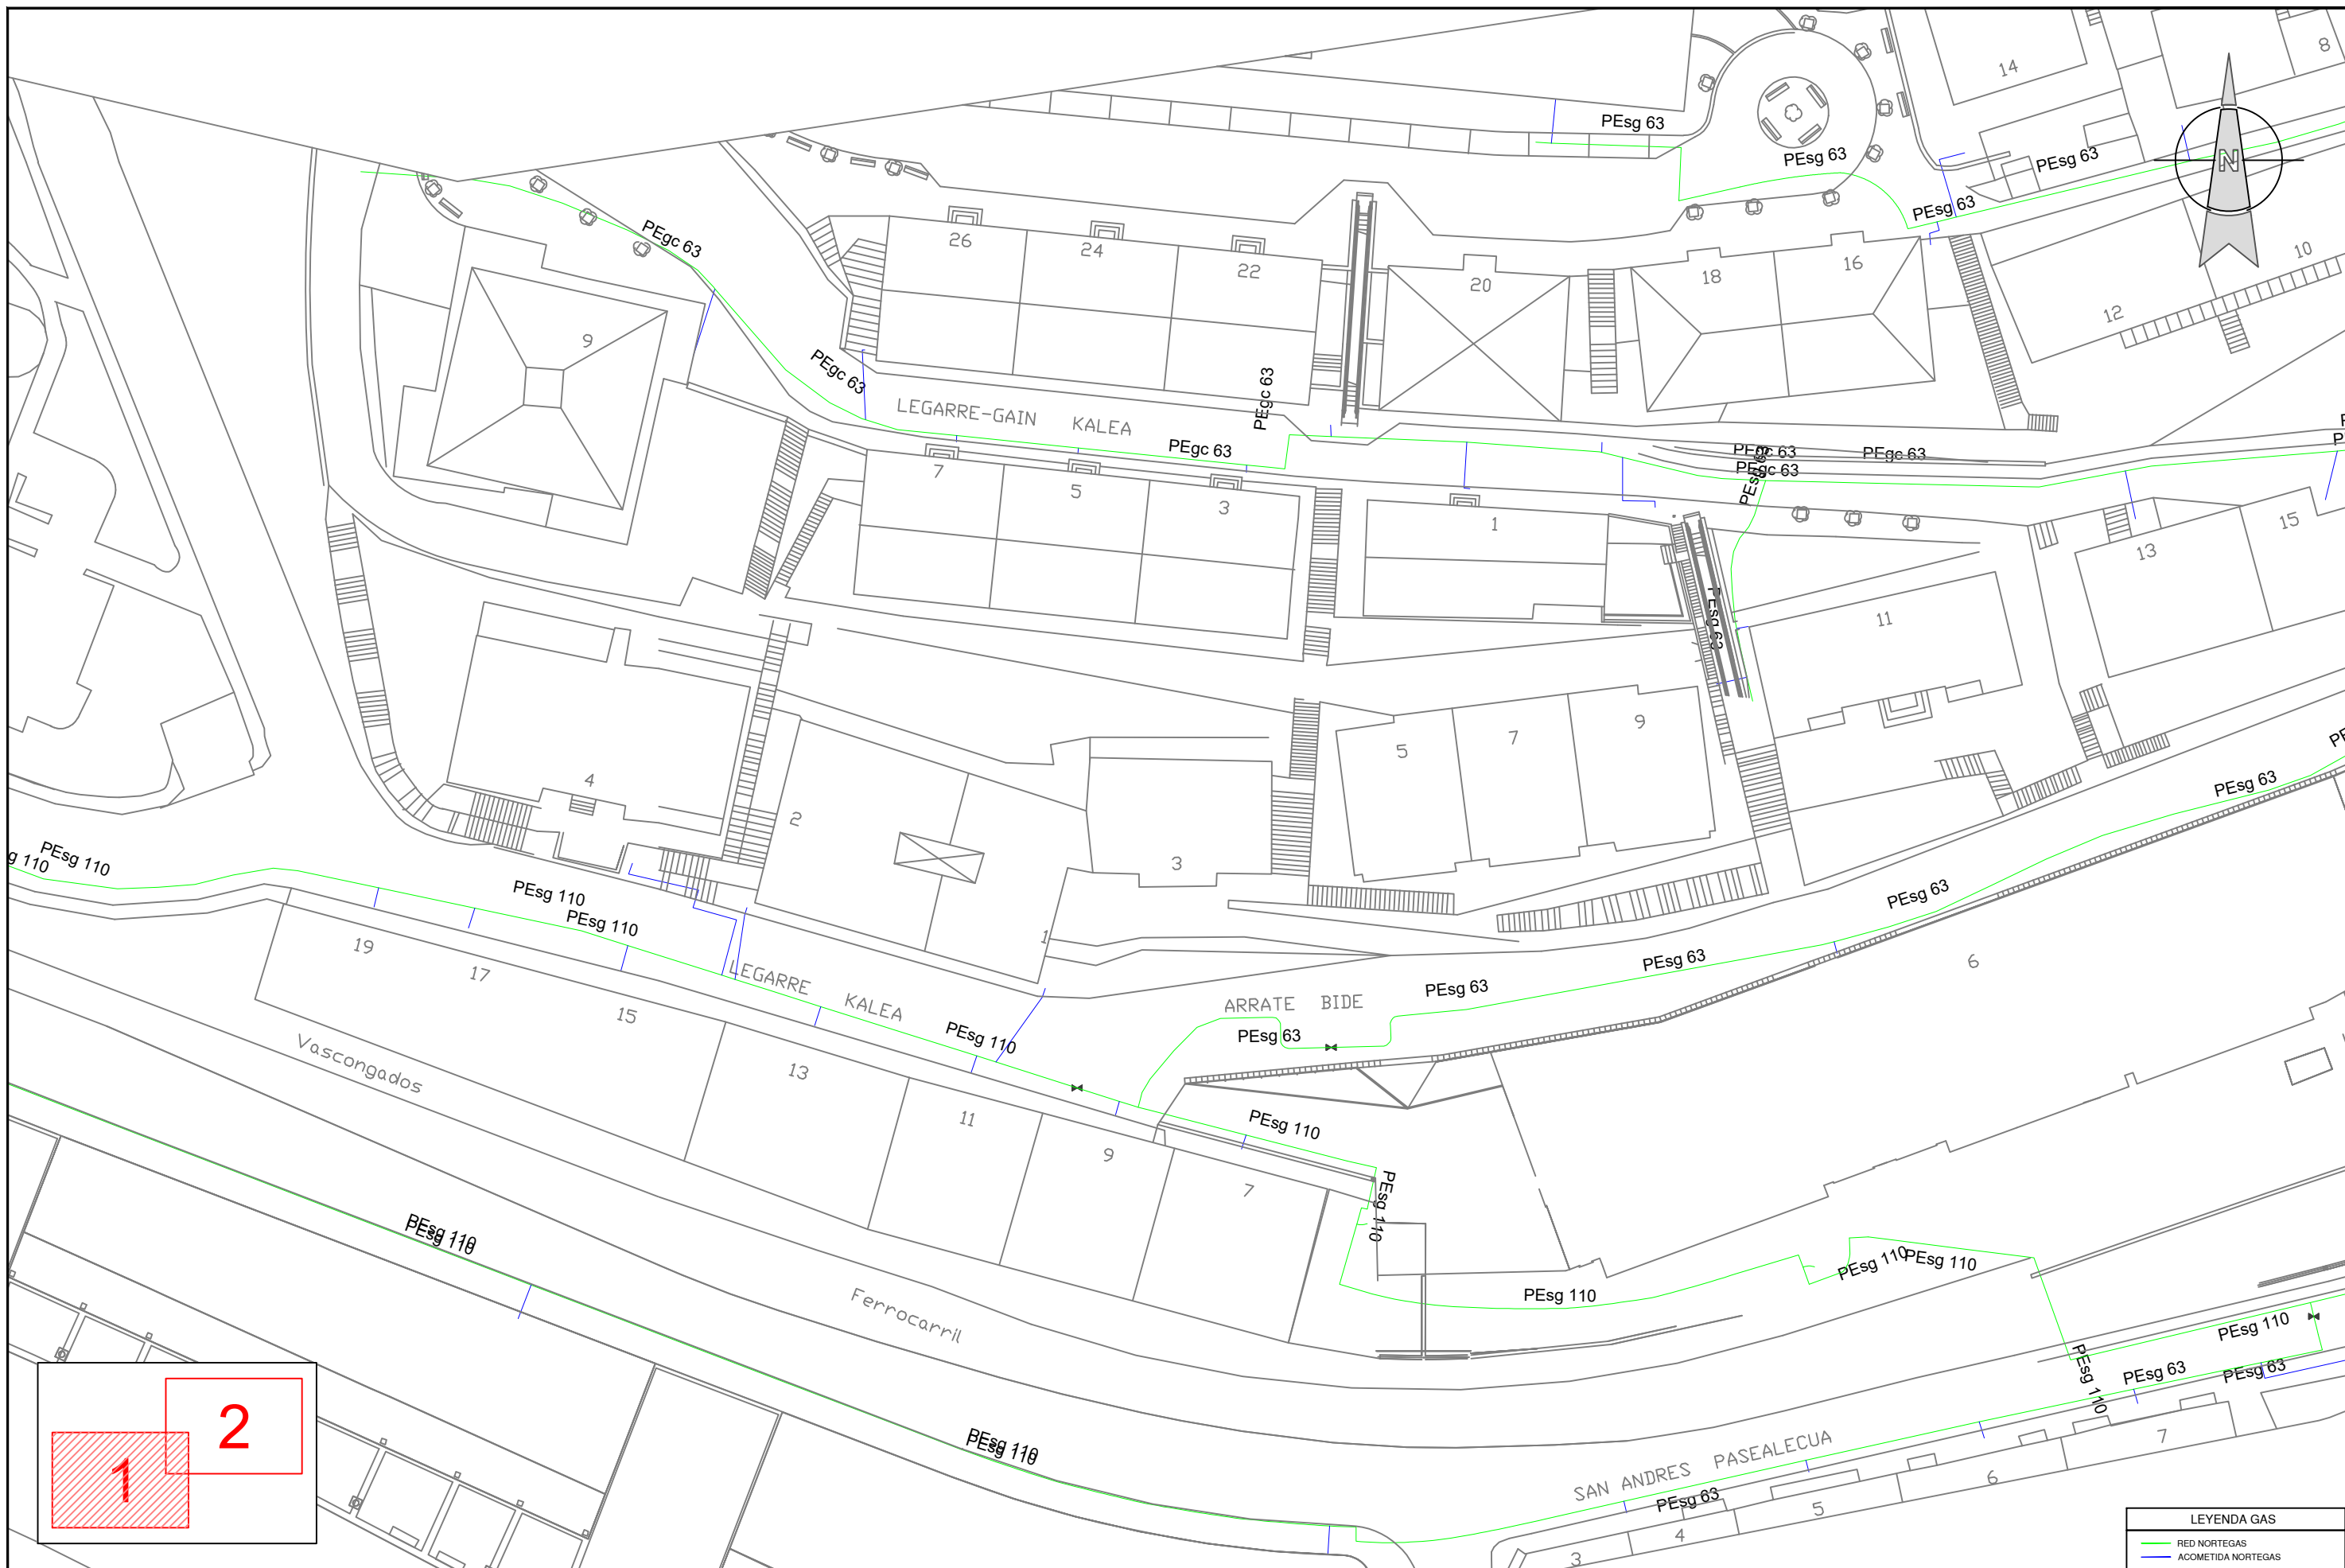 14
8
PEsg 63
PEsg 63
PEsg 63
N
PEsg 63
PEgc 63
26
24
22
20
18
16
12
10
9
PEgc 63
PEgc 63
LEGARRE-GAIN KALEA
PEgc 63
PEgc 63
PEgc 63
PEgc 63
7
5
3
1
13
15
11
PEsg 63
5
7
9
4
2
3
1
PEsg 63
g 110
PEsg 110
PEsg 110
PEsg 110
PEsg 63
6
19
17
15
LEGARRE KALEA
PEsg 63
PEsg 63
ARRATE BIDE
PEsg 63
PEsg 110
Vascongados
13
11
9
7
PEsg 110
PEsg 110
PEsg 110
PEsg 110
PEsg 110
PEsg 110
PEsg 110
Ferrocarril
PEsg 110
PEsg 110
PEsg 63
PEsg 63
PEsg 110
SAN ANDRES PASEALECUA
PEsg 63
3
4
5
6
7
1
2
LEYENDA GAS
RED NORTEGAS
ACOMETIDA NORTEGAS